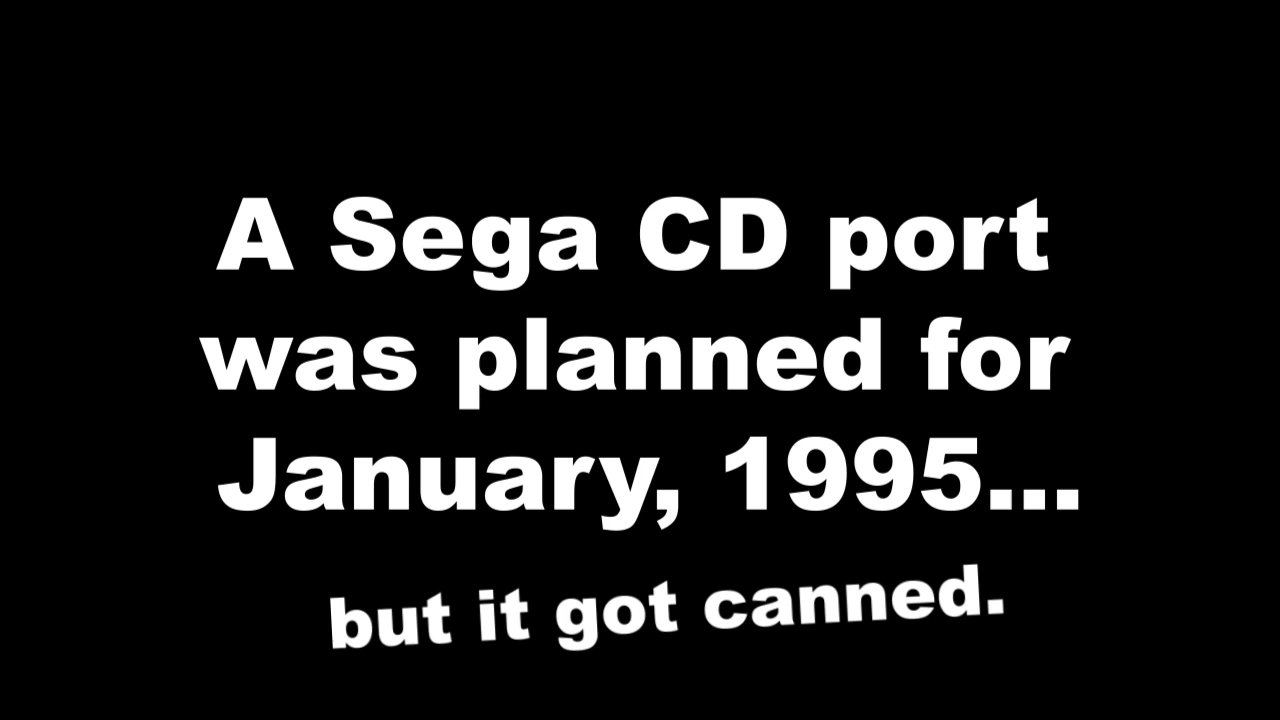 A Sega CD port
was planned for
January, 1995...
but it got canned.